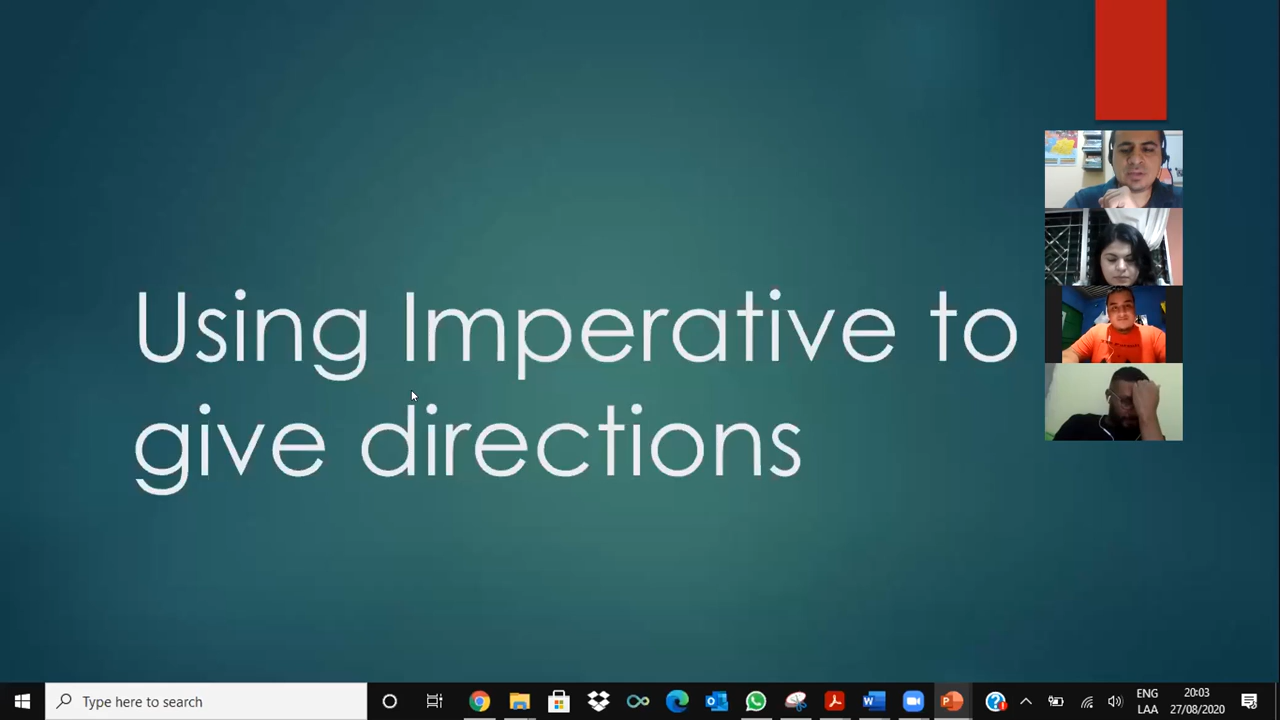 Using Imperative to
give directions
Type here to search
ENG
LAA
20:03
27/08/2020